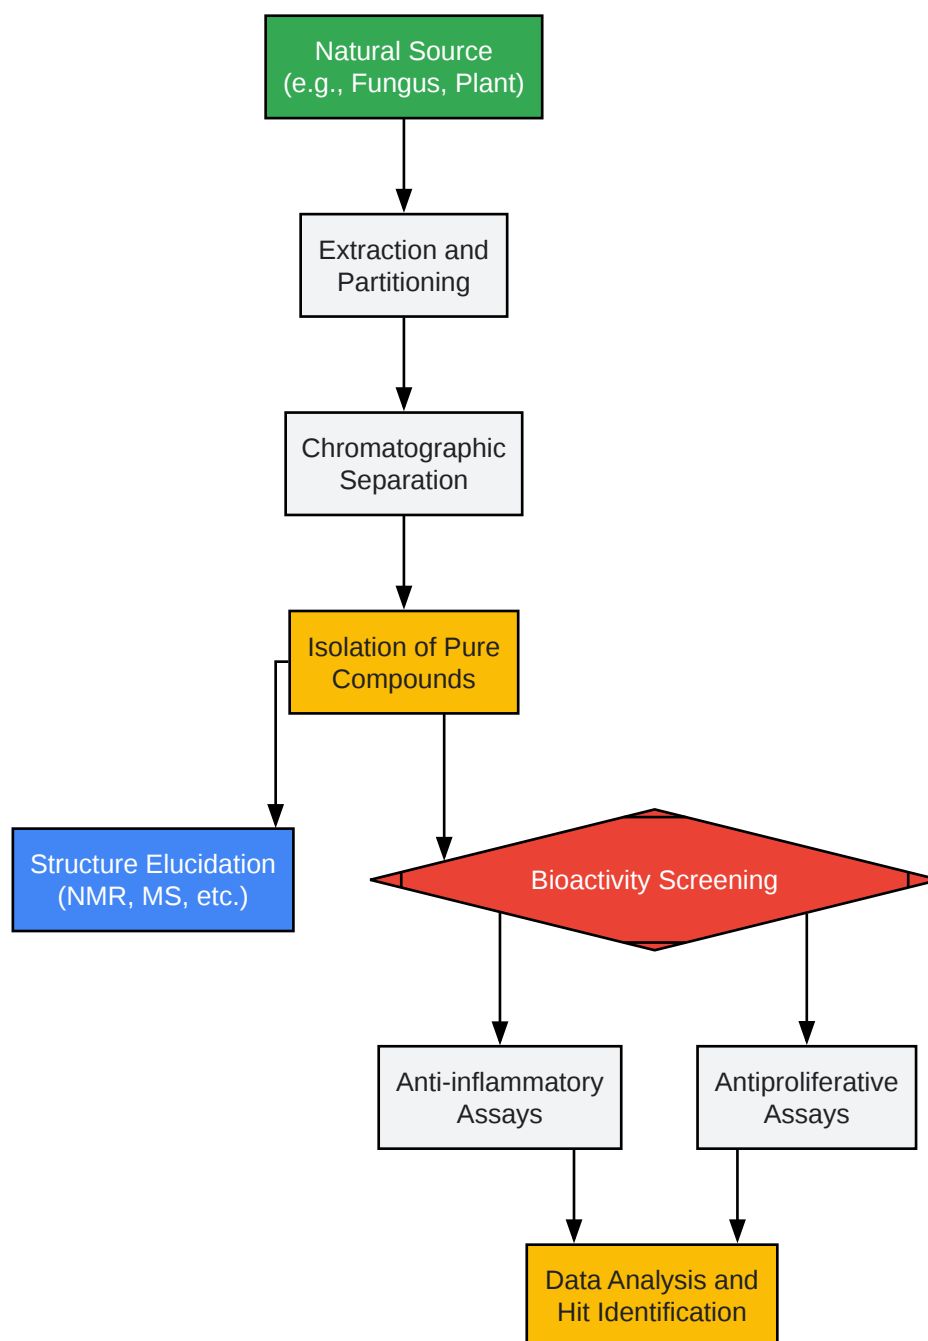 Natural Source
(e.g., Fungus, Plant)
Extraction and
Partitioning
Chromatographic
Separation
Isolation of Pure
Compounds
Structure Elucidation
(NMR, MS, etc.)
Bioactivity Screening
Anti-inflammatory
Assays
Antiproliferative
Assays
Data Analysis and
Hit Identification